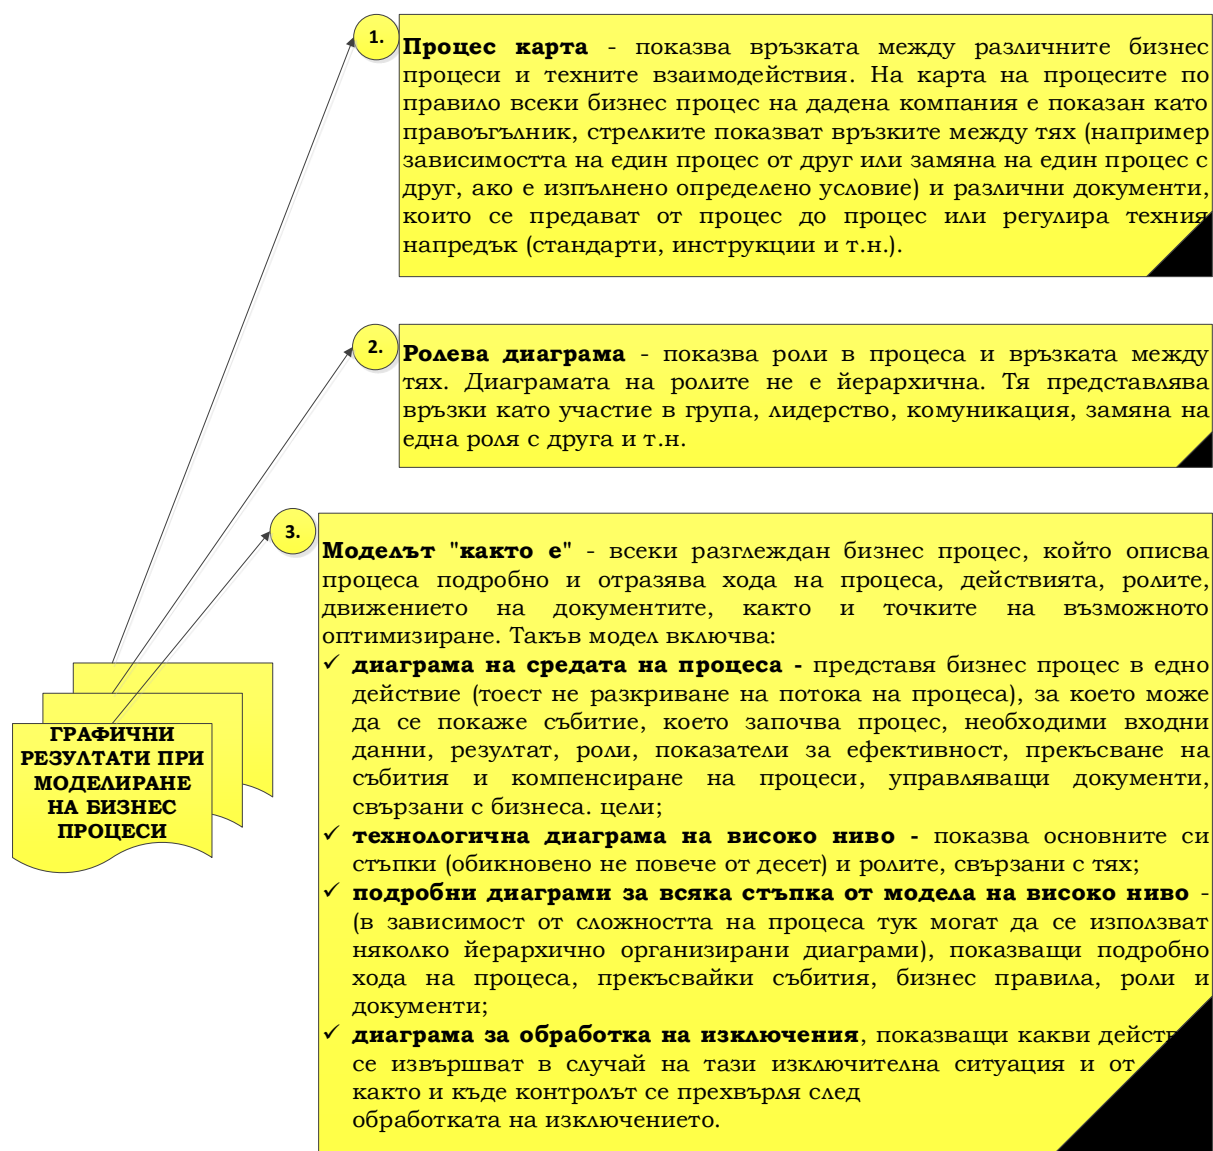 1.
Процес карта - показва връзката между различните бизнес
процеси и техните взаимодействия. На карта на процесите по
правило всеки бизнес процес на дадена компания е показан като
правоъгълник, стрелките показват връзките между тях (например
зависимостта на един процес от друг или замяна на един процес с
друг, ако е изпълнено определено условие) и различни документи,
които се предават от процес до процес или регулира техния
напредък (стандарти, инструкции и т.н.).
2.
Ролева диаграма - показва роли в процеса и връзката между
тях. Диаграмата на ролите не е йерархична. Тя представлява
връзки като участие в група, лидерство, комуникация, замяна на
една роля с друга и т.н.
3.
Моделът "както е" - всеки разглеждан бизнес процес, който описва
процеса подробно и отразява хода на процеса, действията, ролите,
движението на документите, както и точките на възможното
оптимизиране. Такъв модел включва:
✓ диаграма на средата на процеса - представя бизнес процес в едно
действие (тоест не разкриване на потока на процеса), за което може
да се покаже събитие, което започва процес, необходими входни
данни, резултат, роли, показатели за ефективност, прекъсване на
събития и компенсиране на процеси, управляващи документи,
свързани с бизнеса. цели;
✓ технологична диаграма на високо ниво - показва основните си
стъпки (обикновено не повече от десет) и ролите, свързани с тях;
✓ подробни диаграми за всяка стъпка от модела на високо ниво -
(в зависимост от сложността на процеса тук могат да се използват
няколко йерархично организирани диаграми), показващи подробно
хода на процеса, прекъсвайки събития, бизнес правила, роли и
документи;
✓ диаграма за обработка на изключения, показващи какви
се извършват в случай на тази изключителна ситуация и от
както и къде контролът се прехвърля след
обработката на изключението.
ГРАФИЧНИ
РЕЗУЛТАТИ ПРИ
МОДЕЛИРАНЕ
НА БИЗНЕС
ПРОЦЕСИ